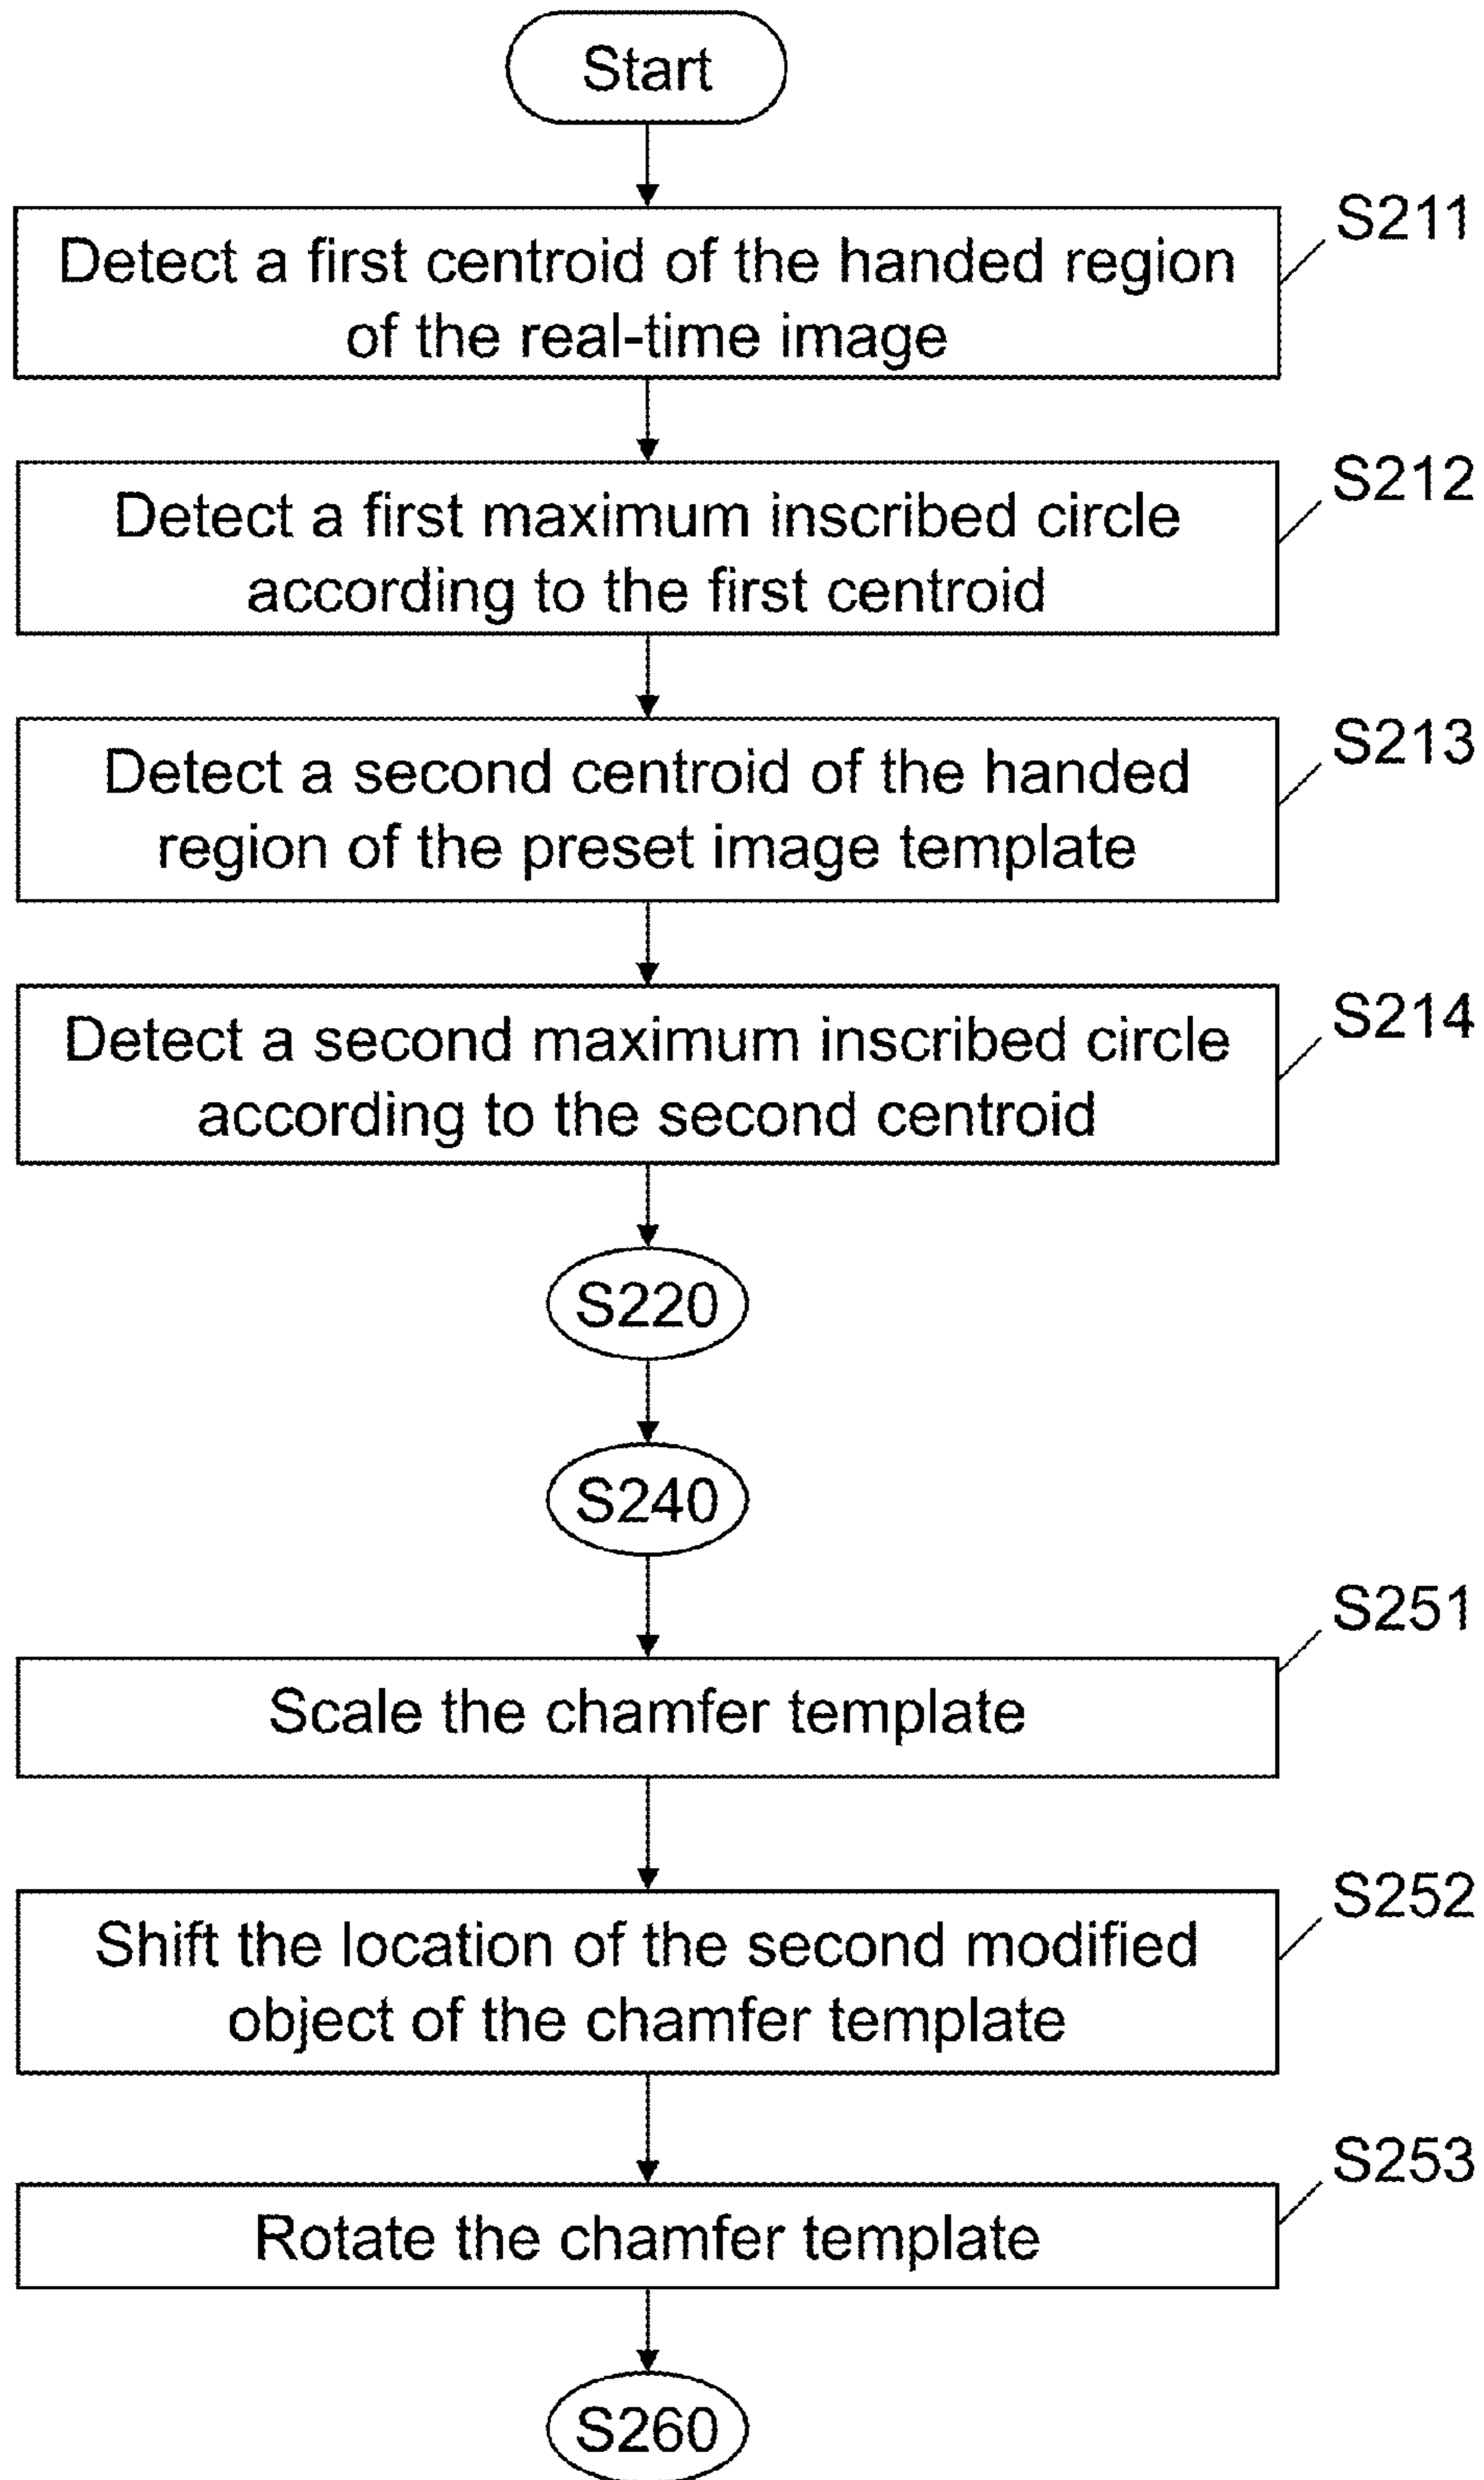 Start
S211
Detect a first centroid of the handed region
of the real-time image
S212
Detect a first maximum inscribed circle
according to the first centroid
S213
Detect a second centroid of the handed
region of the preset image template
S214
Detect a second maximum inscribed circle
according to the second centroid
S220
S240
S251
Scale the chamfer template
S252
Shift the location of the second modified
object of the chamfer template
S253
Rotate the chamfer template
S260